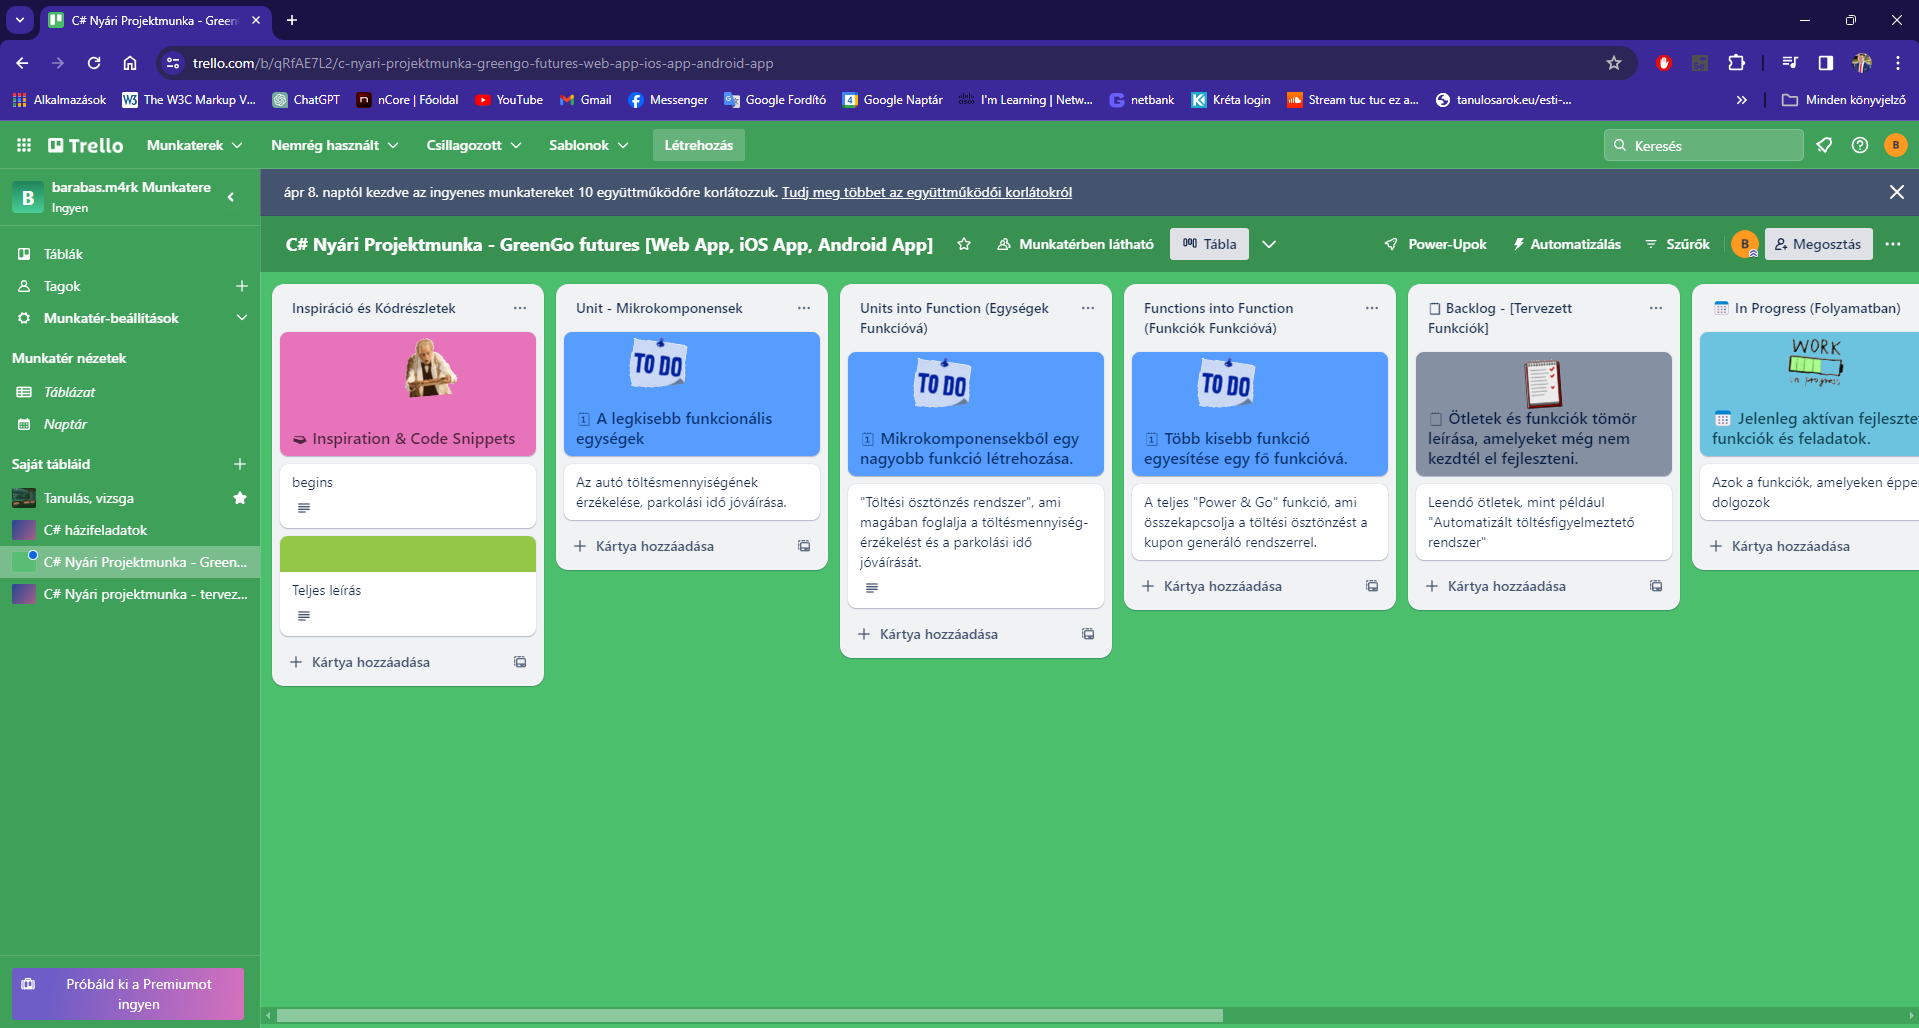 C# Nyári Projektmunka - Green
trello.com/b/qRfAE7L2/c-nyari-projektmunka-greengo-futures-web-app-ios-app-android-app
Alkalmazások
The W3C Markup V...
ChatGPT
nCore | Főoldal
YouTube
Gmail
Messenger
Google Fordító
Google Naptár
I'm Learning | Netw...
netbank
Kréta login
Stream tuc tuc ez a...
tanulosarok.eu/esti-...
Minden könyvjelző
Trello
Munkaterek
Nemrég használt
Csillagozott
Sablonok
Létrehozás
Keresés
B
B
barabas.m4rk Munkatere
Ingyen
ápr 8. naptól kezdve az ingyenes munkatereket 10 együttműködőre korlátozzuk. Tudj meg többet az együttműködői korlátokról
C# Nyári Projektmunka - GreenGo futures [Web App, iOS App, Android App]
Munkatérben látható
Tábla
Power-Upok
Automatizálás
Szűrők
B
Megosztás
Táblák
Tagok
Munkatér-beállítások
Munkatér nézetek
Táblázat
Naptár
Saját tábláid
Tanulás, vizsga
C# házifeladatok
C# Nyári Projektmunka - Green...
C# Nyári projektmunka - tervez...
Próbáld ki a Premiumot
ingyen
Inspiráció és Kódrészletek
Inspiration & Code Snippets
begins
Teljes leírás
Kártya hozzáadása
Unit - Mikrokomponensek
TO DO
1 A legkisebb funkcionális
egységek
Az autó töltésmennyiségének
érzékelése, parkolási idő jóváírása.
Kártya hozzáadása
Units into Function (Egységek
Funkcióvá)
TO DO
1 Mikrokomponensekből egy
nagyobb funkció létrehozása.
"Töltési ösztönzés rendszer", ami
magában foglalja a töltésmennyiség-
érzékelést és a parkolási idő
jóváírását.
Kártya hozzáadása
Functions into Function
(Funkciók Funkcióvá)
TO DO
1 Több kisebb funkció
egyesítése egy fő funkcióvá.
A teljes "Power & Go" funkció, ami
összekapcsolja a töltési ösztönzést a
kupon generáló rendszerrel.
Kártya hozzáadása
Backlog - [Tervezett
Funkciók]
Ötletek és funkciók tömör
leírása, amelyeket még nem
kezdtél el fejleszteni.
Leendő ötletek, mint például
"Automatizált töltésfigyelmeztető
rendszer"
Kártya hozzáadása
In Progress (Folyamatban)
WORK
in progress
Jelenleg aktívan fejleszte
funkciók és feladatok.
Azok a funkciók, amelyeken éppe
dolgozok
Kártya hozzáadása